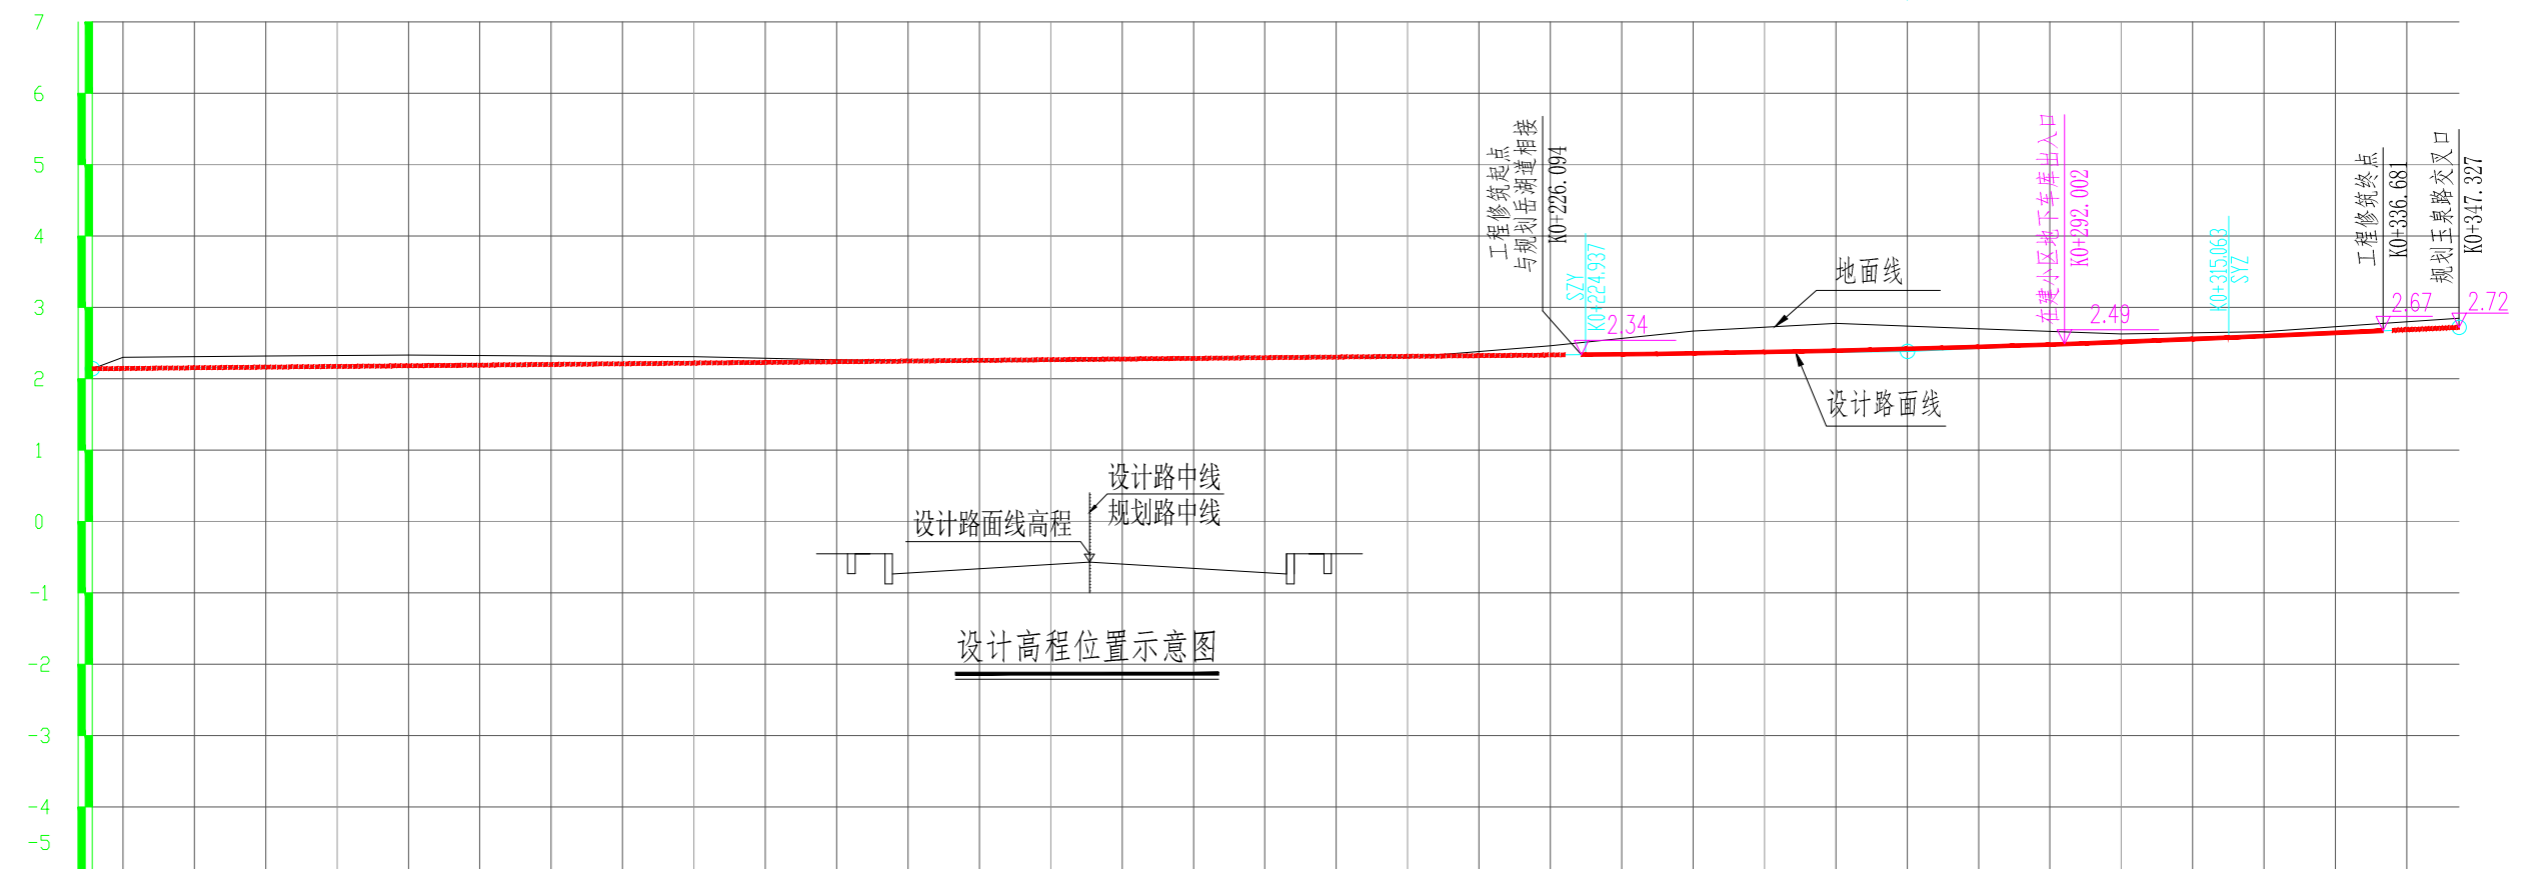 7
6
5
4
3
2
1
0
-1
-2
-3
-4
-5
工程修筑起点
与规划岳湖道相接
K0+226.094
SZY
K0+224.937
2.34
地面线
设计路面线
在建小区地下车库出入口
K0+292.002
2.49
K0+315.063
SYZ
工程修筑终点
K0+336.681
2.67
规划玉泉路交叉口
K0+347.327
2.72
设计路中线
规划路中线
设计路面线高程
设计高程位置示意图